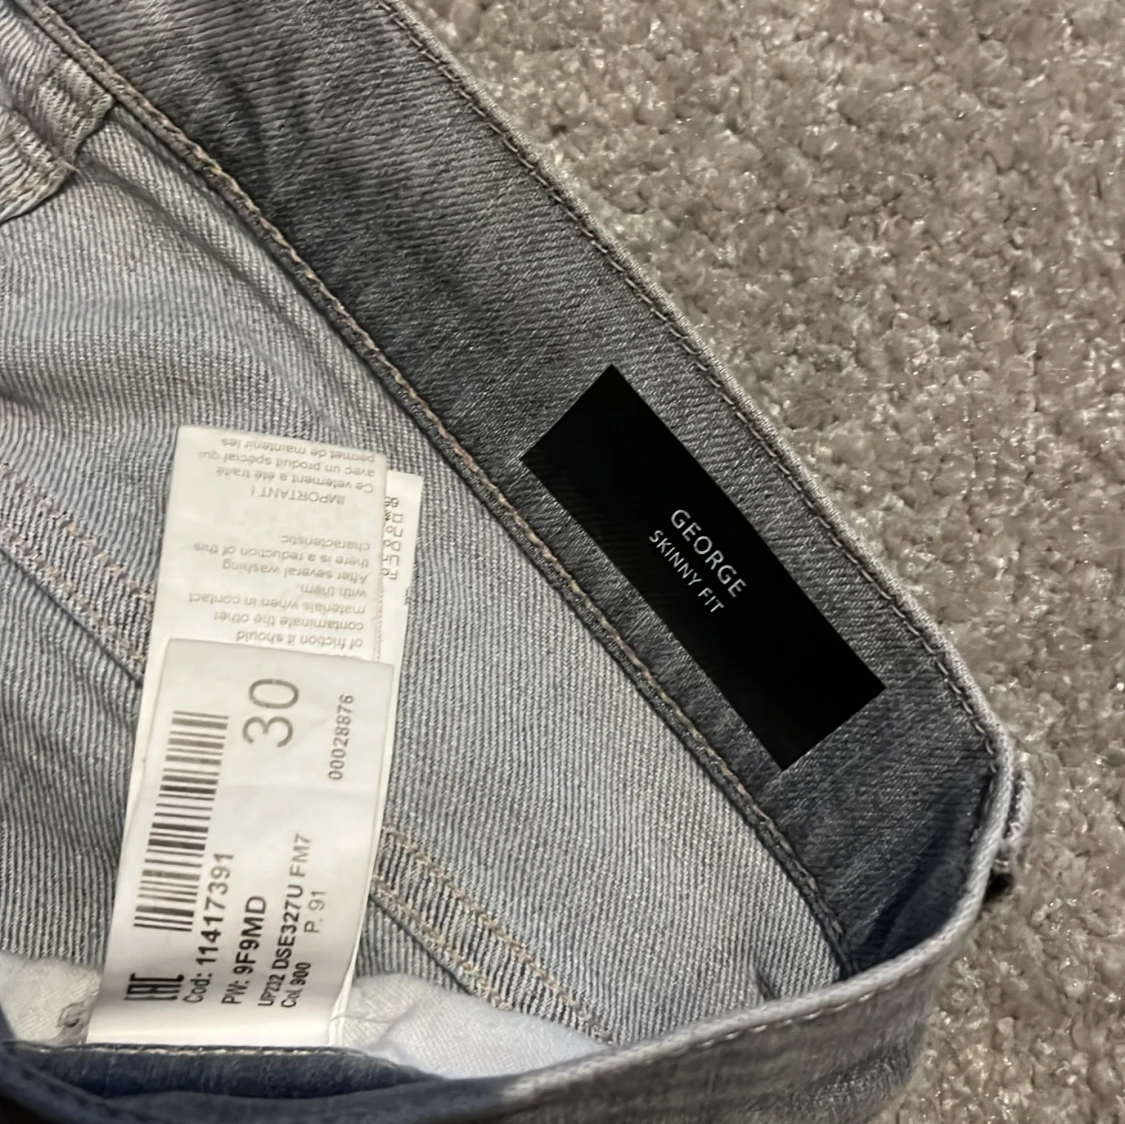 GEORGE
SKINNY FIT
30
00028876
Cod: 11417391
PW: 9F9MD
UP232 DSE327U FM7
P. 91
Col 900
EAC
of friction it should
contaminate the other
materials when in contact
with them.
After several washing
there is a reduction of this
characteristic.
IMPORTANT !
Ce vetement a été traité
avec un produit spécial qui
permet de maintenir les